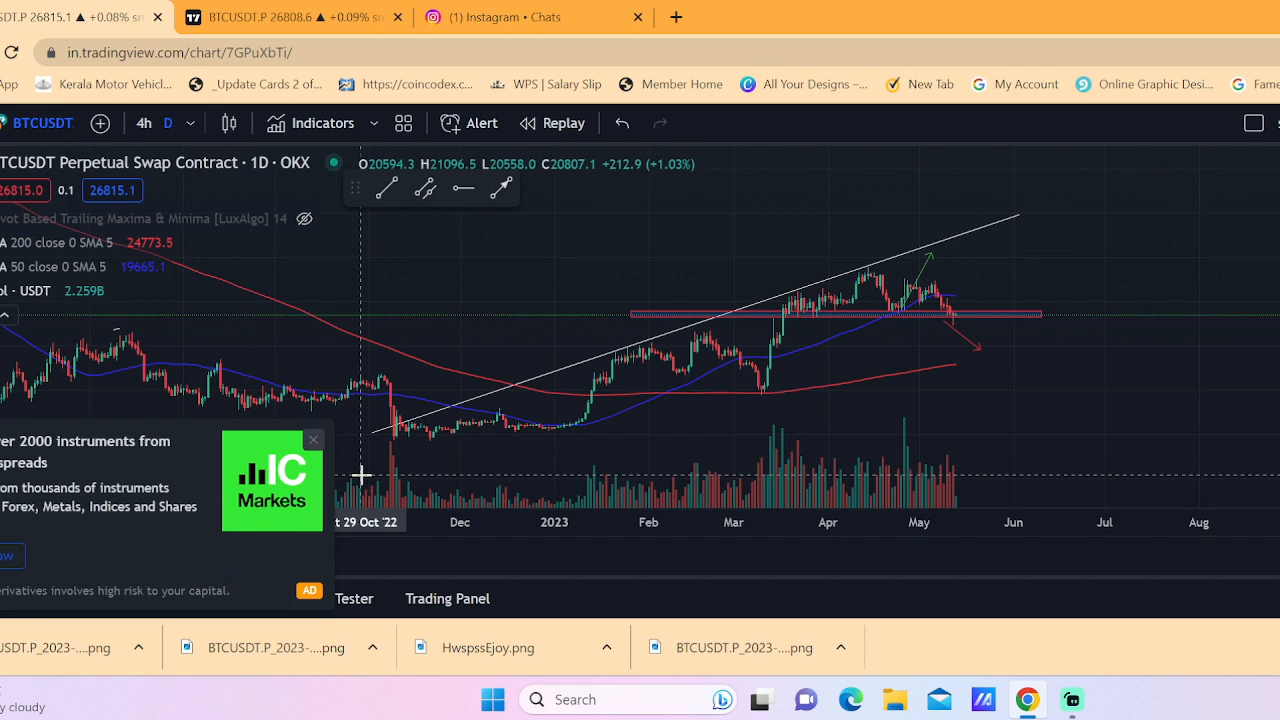 SDT.P 26815.1 ▲ +0.08%
BTCUSDT.P 26808.6 ▲ +0.09%
(1) Instagram • Chats
in.tradingview.com/chart/7GPuXbTi/
App
Kerala Motor Vehicl...
_Update Cards 2 of...
https://coincodex.c...
WPS | Salary Slip
Member Home
All Your Designs –...
New Tab
My Account
Online Graphic Desi...
Fame
BTCUSDT
4h
D
Indicators
Alert
Replay
TCUSDT Perpetual Swap Contract · 1D · OKX
O20594.3 H21096.5 L20558.0 C20807.1 +212.9 (+1.03%)
26815.0
0.1
26815.1
vot Based Trailing Maxima & Minima [LuxAlgo] 14
A 200 close 0 SMA 5 24773.5
A 50 close 0 SMA 5 19665.1
ol · USDT 2.259B
ver 2000 instruments from
spreads
rom thousands of instruments
Forex, Metals, Indices and Shares
IC
Markets
ow
erivatives involves high risk to your capital.
AD
t 29 Oct '22
Dec
2023
Feb
Mar
Apr
May
Jun
Jul
Aug
Tester
Trading Panel
SDT.P_2023-....png
BTCUSDT.P_2023-....png
HwspssEjoy.png
BTCUSDT.P_2023-....png
y cloudy
Search